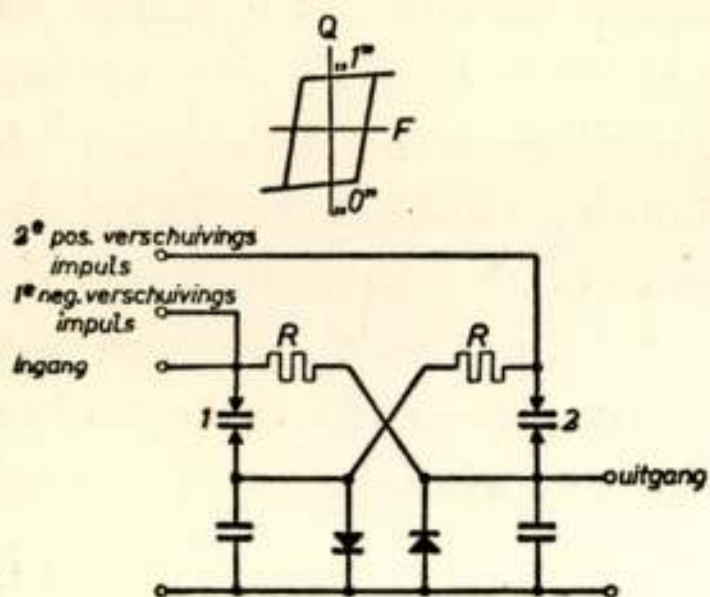 Q
„1”
F
„0”
2e pos. verschuivings
impuls
1e neg. verschuivings
impuls
R
R
Ingang
1
2
uitgang